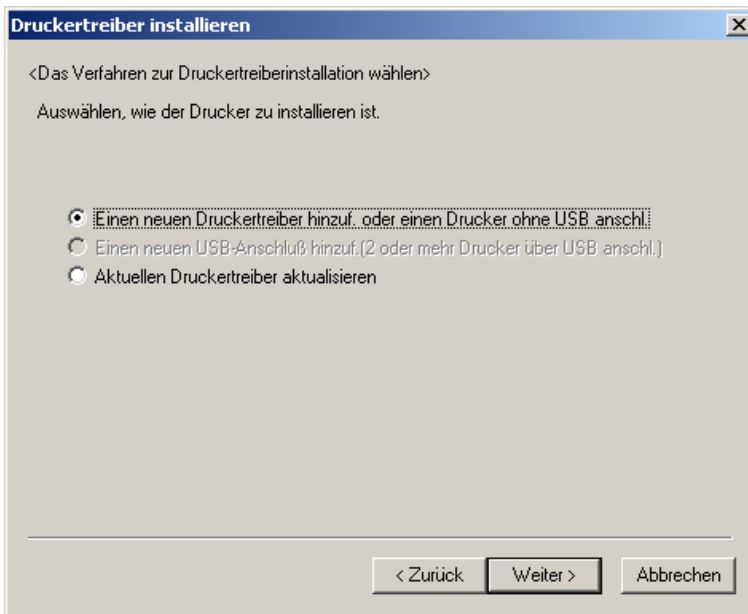 Druckertreiber installieren
<Das Verfahren zur Druckertreiberinstallation wählen>
Auswählen, wie der Drucker zu installieren ist.
Einen neuen Druckertreiber hinzuf. oder einen Drucker ohne USB anschl.
Einen neuen USB-Anschluß hinzuf.(2 oder mehr Drucker über USB anschl.)
Aktuellen Druckertreiber aktualisieren
< Zurück Weiter > Abbrechen